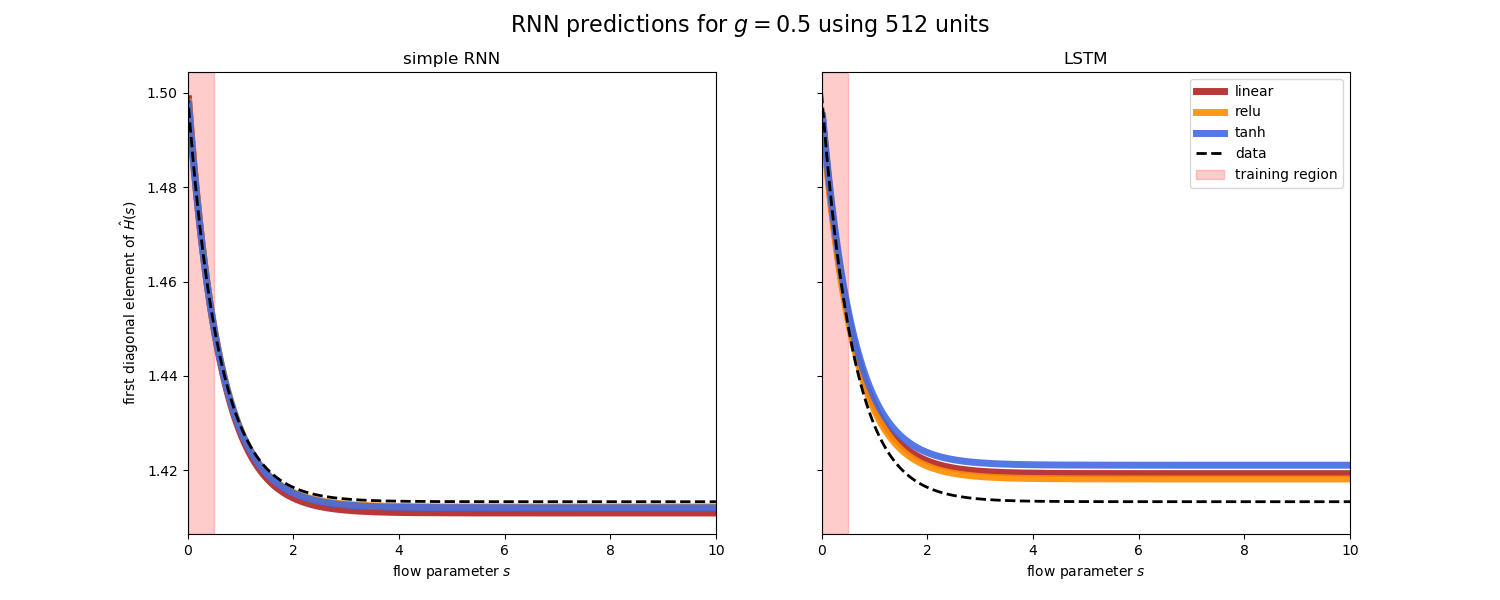 RNN predictions for g = 0.5 using 512 units
simple RNN
LSTM
first diagonal element of Ĥ(s)
1.50
1.48
1.46
1.44
1.42
0 2 4 6 8 10
flow parameter s
linear
relu
tanh
data
training region
0 2 4 6 8 10
flow parameter s